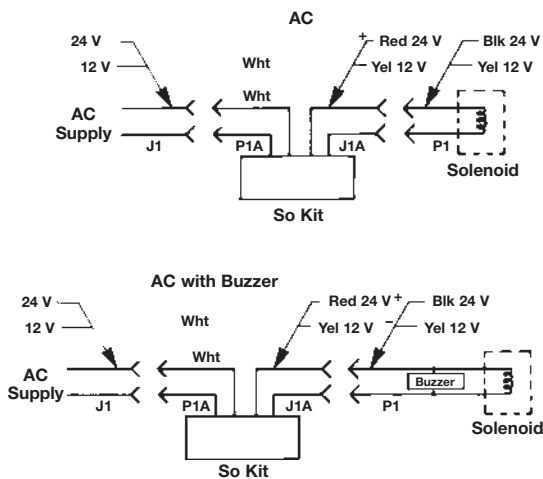 AC
24 V
12 V
Wht
Wht
+ Red 24 V
– Yel 12 V
Blk 24 V
Yel 12 V
AC
Supply
J1
P1A
J1A
P1
Solenoid
So Kit
AC with Buzzer
24 V
12 V
Wht
Wht
Red 24 V +
Yel 12 V –
Blk 24 V
Yel 12 V
AC
Supply
J1
P1A
J1A
Buzzer
P1
Solenoid
So Kit